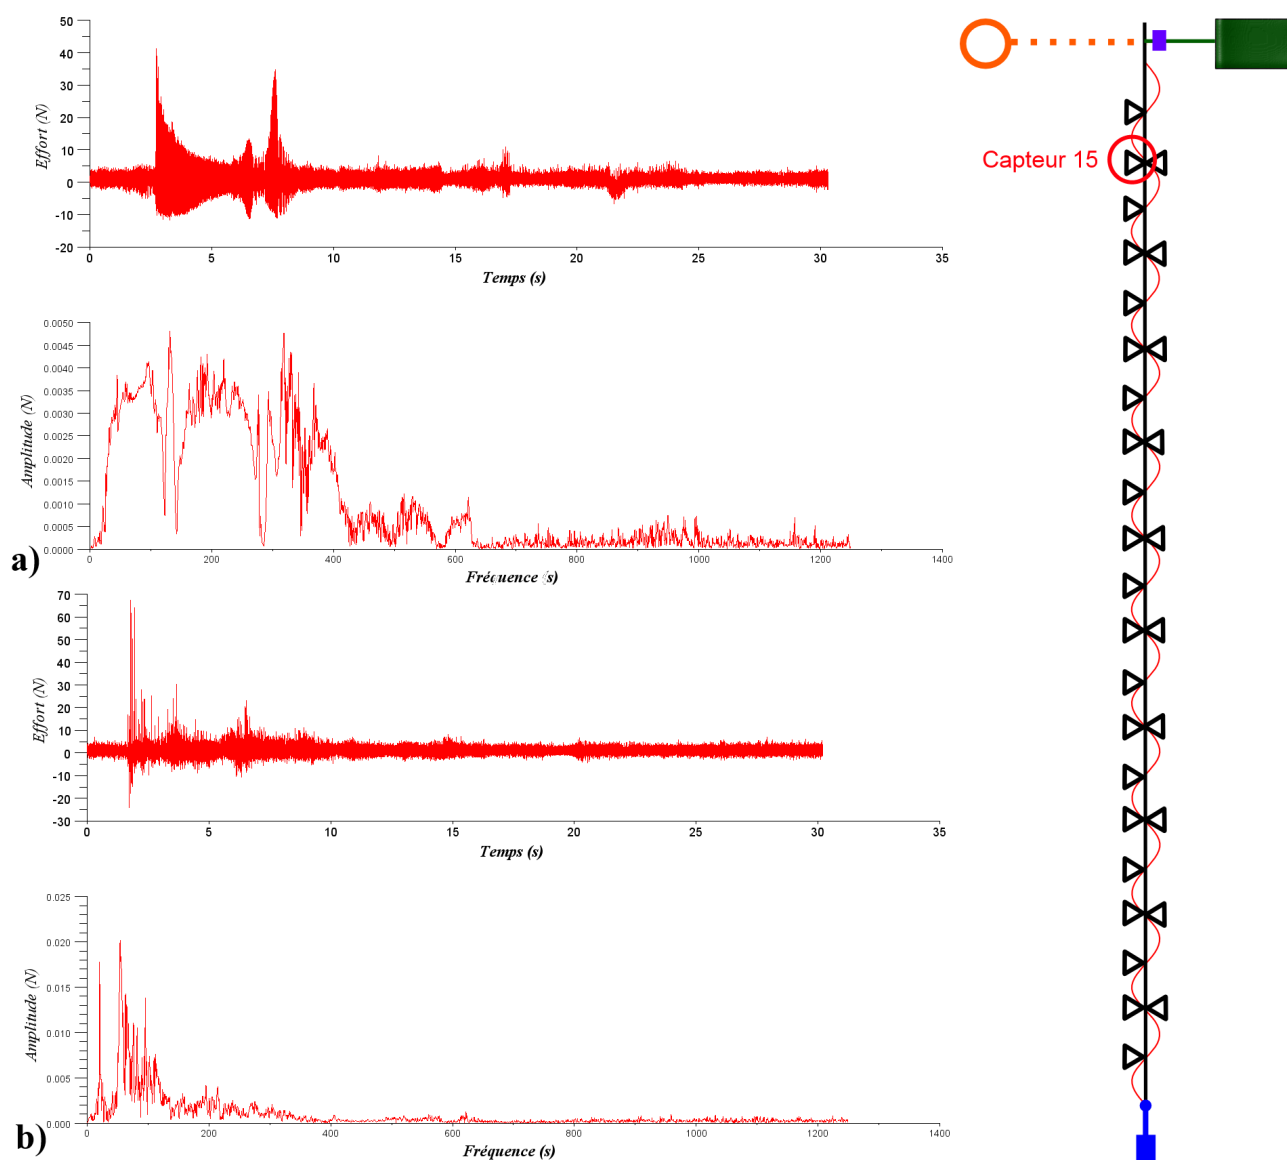 50
40
30
20
10
0
-10
-20
Effort (N)
0 5 10 15 20 25 30 35
Temps (s)
Capteur 15
0.0050
0.0045
0.0040
0.0035
0.0030
0.0025
0.0020
0.0015
0.0010
0.0005
0.0000
Amplitude (N)
0 200 400 600 800 1000 1200 1400
Fréquence (s)
a)
70
60
50
40
30
20
10
0
-10
-20
-30
Effort (N)
0 5 10 15 20 25 30 35
Temps (s)
0.025
0.020
0.015
0.010
0.005
0.000
Amplitude (N)
0 200 400 600 800 1000 1200 1400
Fréquence (s)
b)